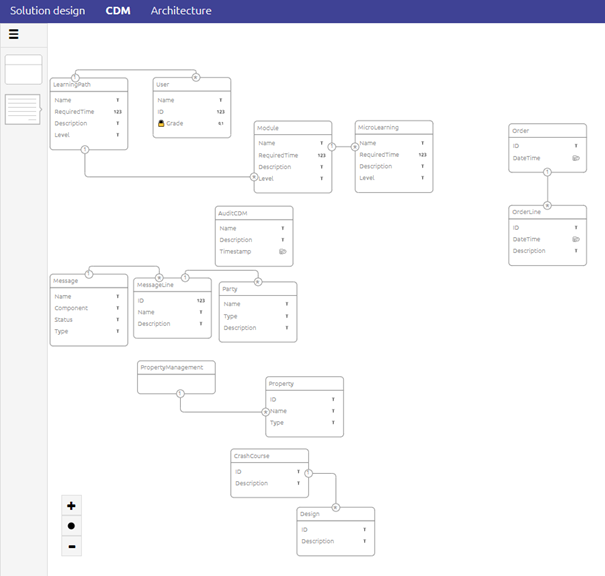 Solution design CDM Architecture
LearningPath
Name T
RequiredTime 123
Description T
Level T
User
Name T
ID 123
Grade
Module
Name T
RequiredTime 123
Description T
Level T
MicroLearning
Name T
RequiredTime 123
Description T
Level T
Order
ID T
DateTime
OrderLine
ID T
DateTime
Description T
AuditCDM
Name T
Description T
Timestamp
Message
Name T
Component T
Status T
Type T
MessageLine
ID 123
Name T
Description T
Party
Name T
Type T
Description T
PropertyManagement
Property
ID T
Name T
Type T
CrashCourse
ID T
Description T
Design
ID T
Description T